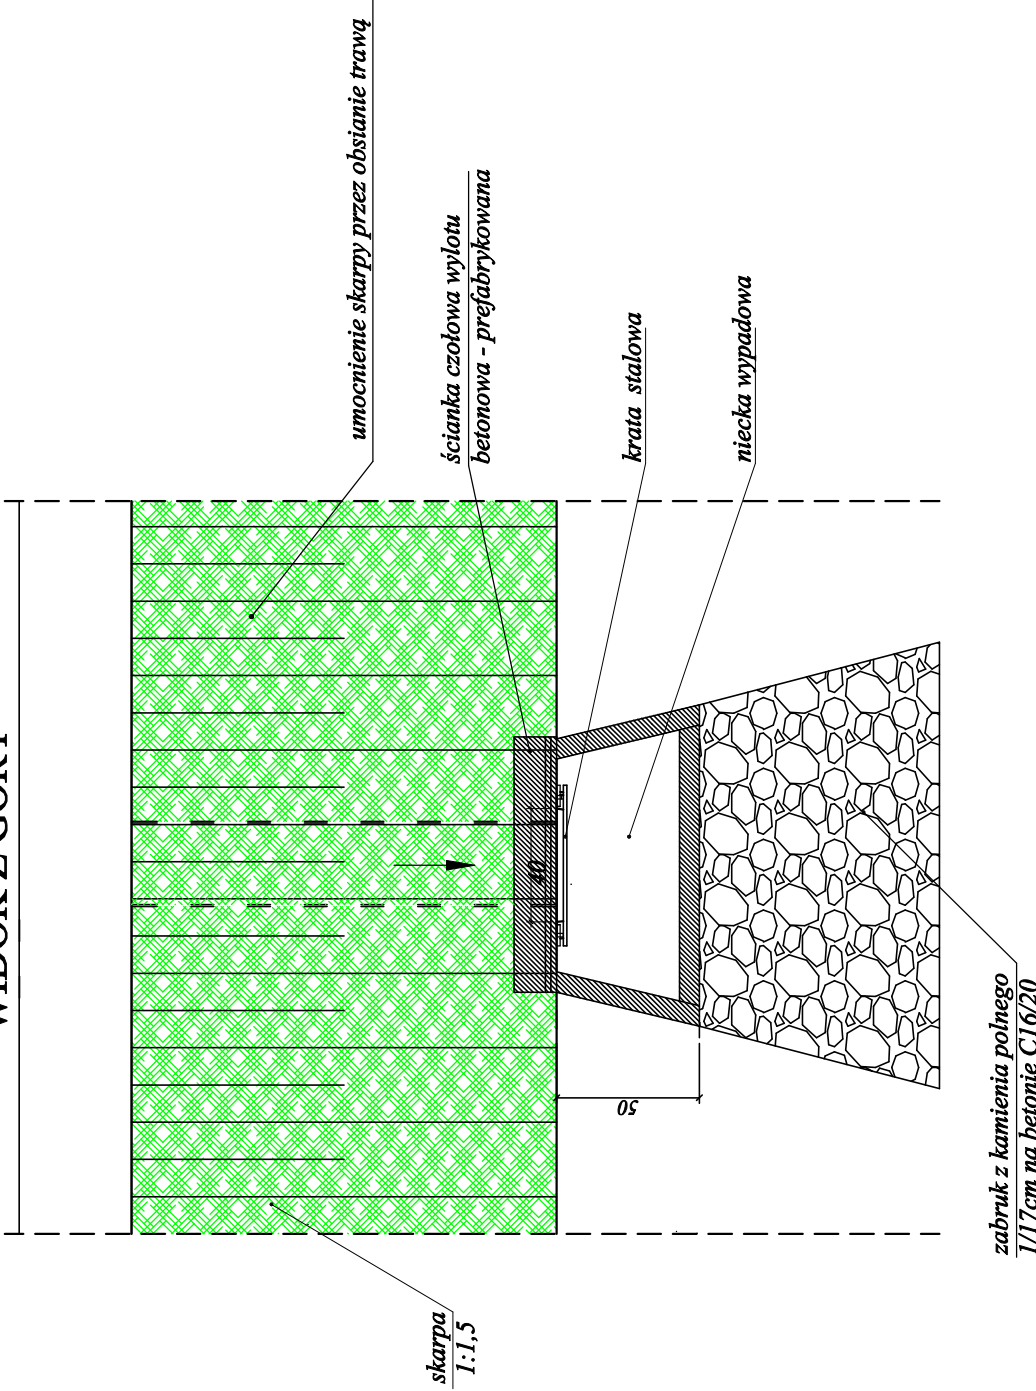 WIDOK Z GÓRY
umocnienie skarpy przez obsianie trawą
ścianka czołowa wylotu
betonowa - prefabrykowana
krata stalowa
niecka wypadowa
40
50
skarpa
1:1,5
zabruk z kamienia polnego
1/17cm na betonie C16/20